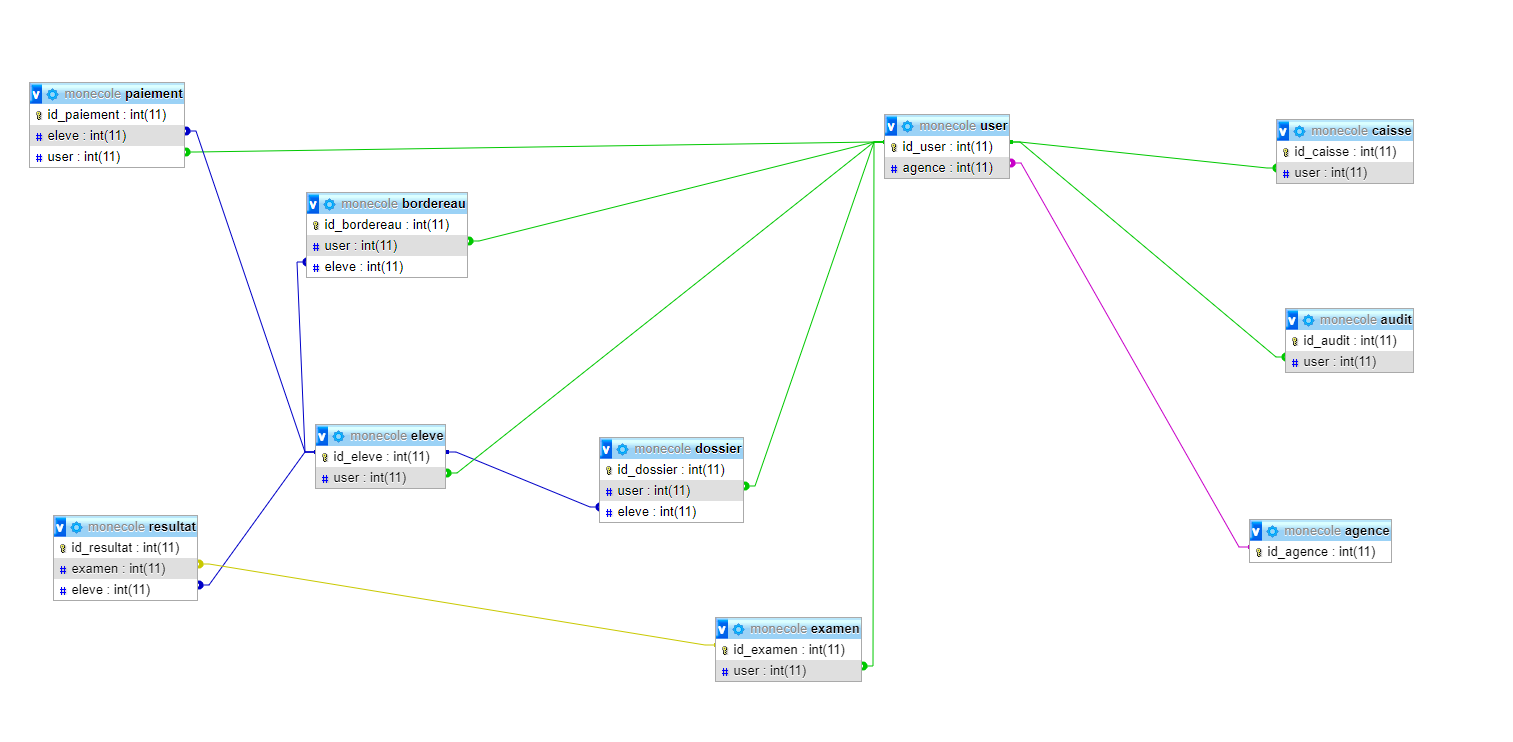 v monecole paiement
id_paiement : int(11)
# eleve : int(11)
# user : int(11)
v monecole bordereau
id_bordereau : int(11)
# user : int(11)
# eleve : int(11)
v monecole user
id_user : int(11)
# agence : int(11)
v monecole caisse
id_caisse : int(11)
# user : int(11)
v monecole audit
id_audit : int(11)
# user : int(11)
v monecole eleve
id_eleve : int(11)
# user : int(11)
v monecole dossier
id_dossier : int(11)
# user : int(11)
# eleve : int(11)
v monecole resultat
id_resultat : int(11)
# examen : int(11)
# eleve : int(11)
v monecole agence
id_agence : int(11)
v monecole examen
id_examen : int(11)
# user : int(11)